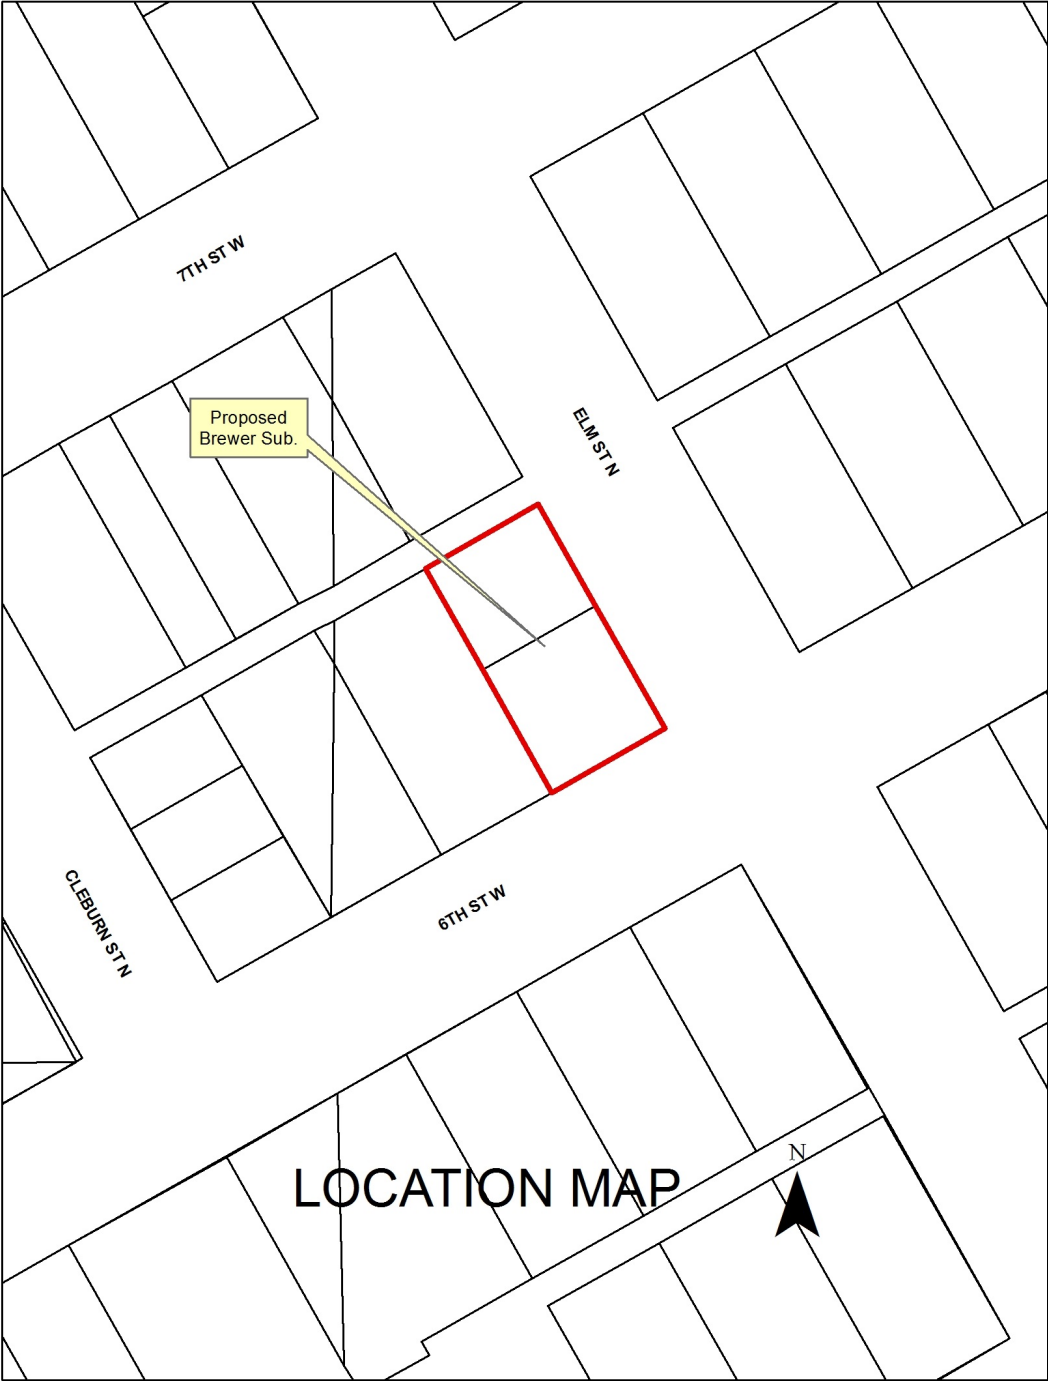 7TH ST W
Proposed
Brewer Sub.
ELM ST N
CLEBURN ST N
6TH ST W
N
LOCATION MAP